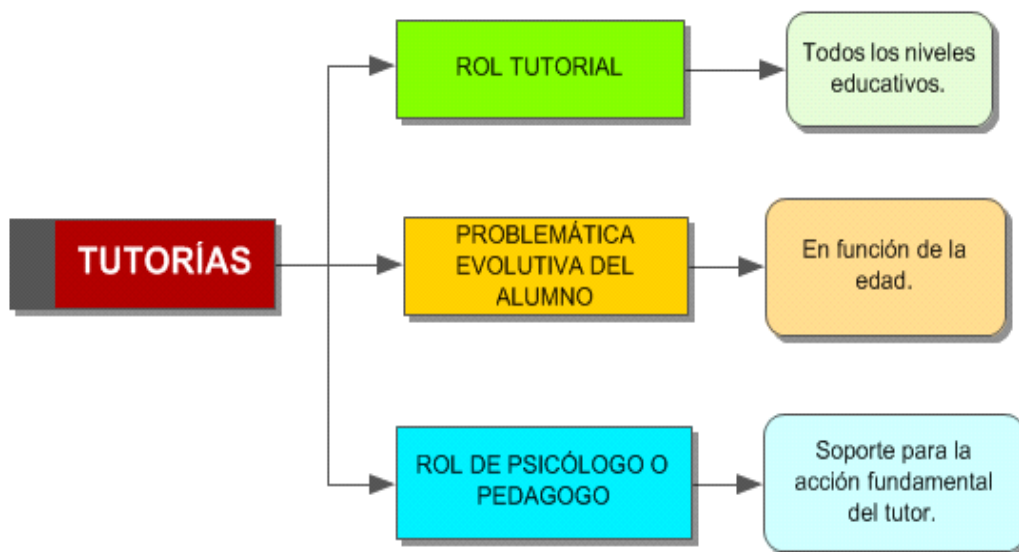 TUTORÍAS
ROL TUTORIAL
Todos los niveles
educativos.
PROBLEMÁTICA
EVOLUTIVA DEL
ALUMNO
En función de la
edad.
ROL DE PSICÓLOGO O
PEDAGOGO
Soporte para la
acción fundamental
del tutor.